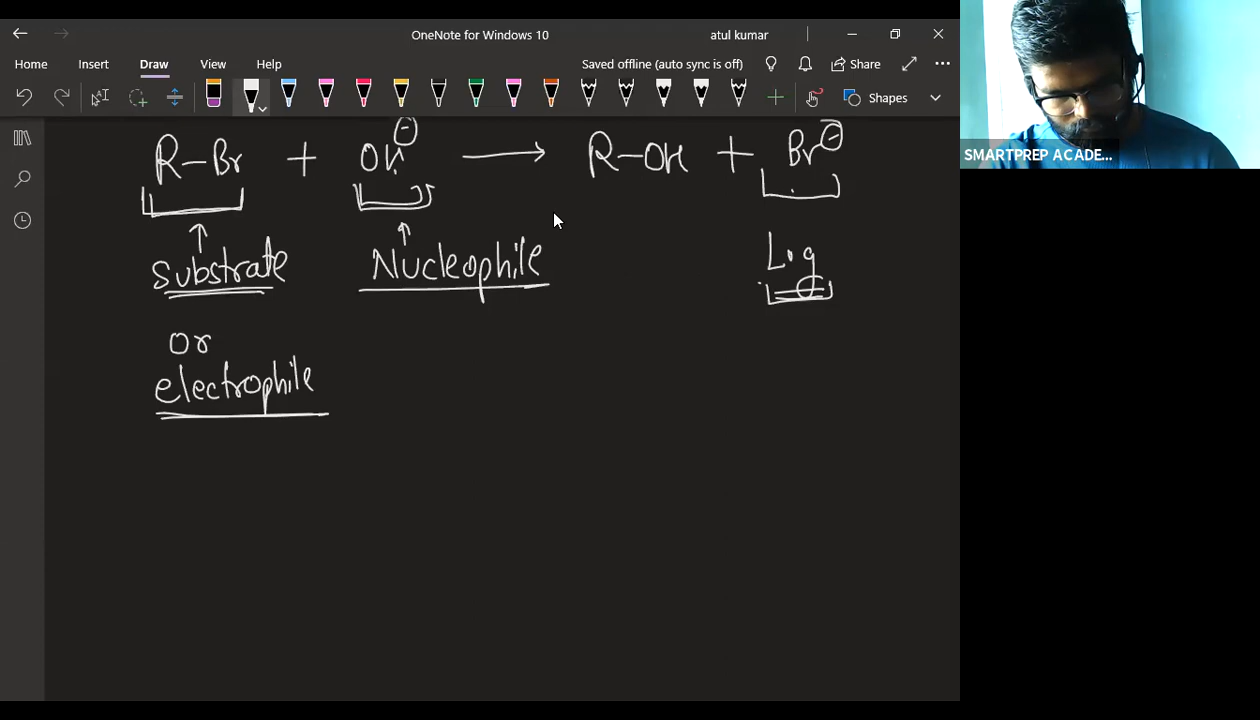 OneNote for Windows 10
atul kumar
Home Insert Draw View Help
Saved offline (auto sync is off)
Share
Shapes
SMARTPREP ACADE...
R-Br + OH⊖ → R-OH + Br⊖
Substrate Nucleophile L.g
or
electrophile